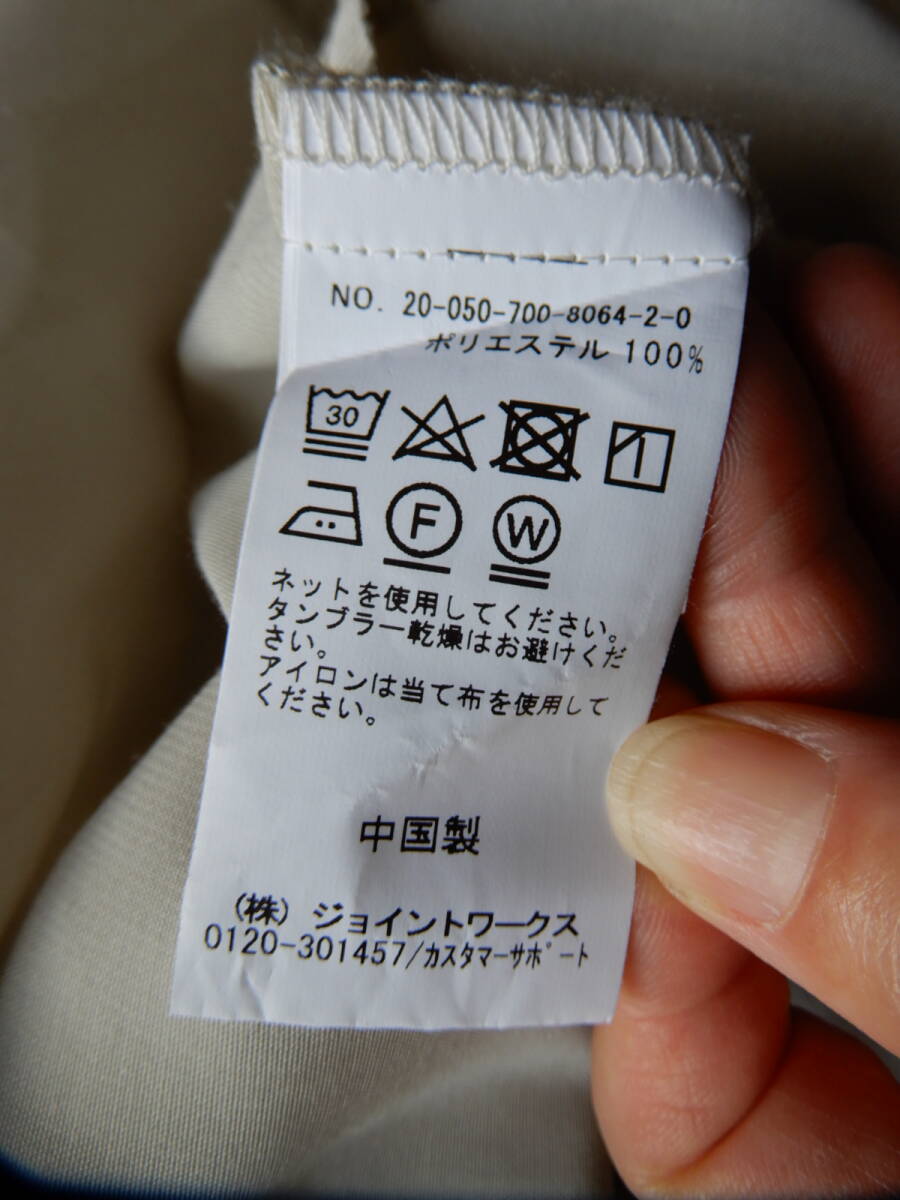 NO. 20-050-700-8064-2-0
ポリエステル 100%
30
F
W
ネットを使用してください。
タンブラー乾燥はお避けくだ
さい。
アイロンは当て布を使用して
ください。
中国製
(株) ジョイントワークス
0120-301457/カスタマーサポート